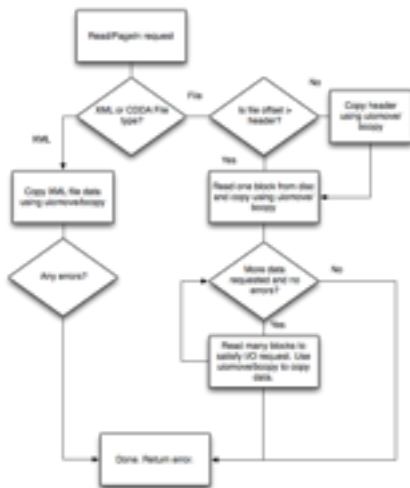 Read/PageIn request
XML or CDDA File
type?
File
Is file offset >
header?
No
Copy header
using uiomove/
bcopy
XML
Yes
Copy XML file data
using uiomove/bcopy
Read one block from disc
and copy using uiomove/
bcopy
Any errors?
More data
requested and no
errors?
No
Yes
Read many blocks to
satisfy I/O request. Use
uiomove/bcopy to copy
data.
Done. Return error.